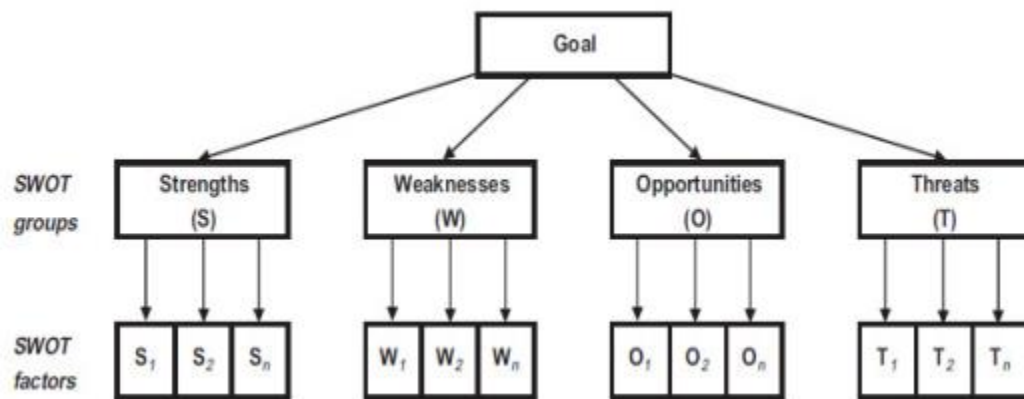 Goal
SWOT
groups
Strengths
(S)
Weaknesses
(W)
Opportunities
(O)
Threats
(T)
SWOT
factors
S1 S2 Sn
W1 W2 Wn
O1 O2 On
T1 T2 Tn